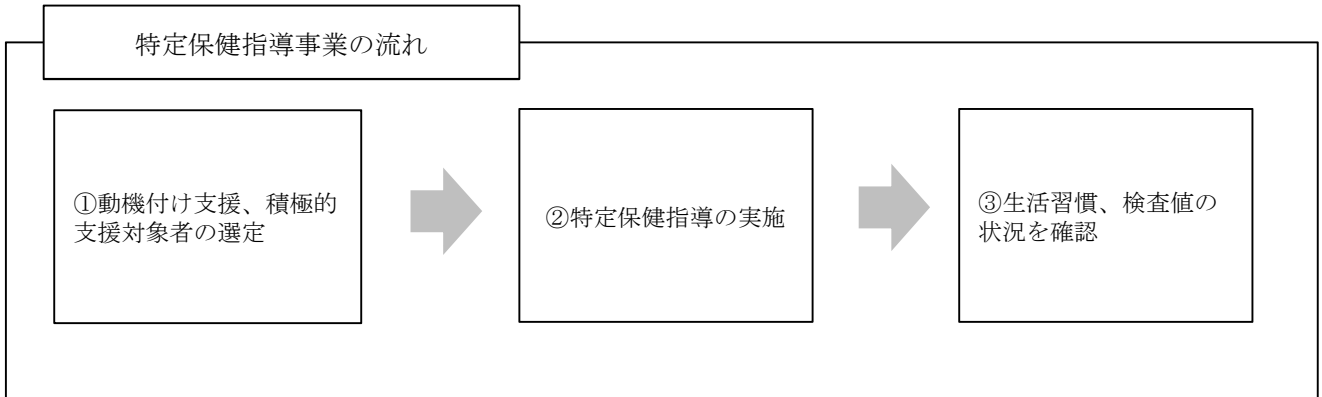 特定保健指導事業の流れ
①動機付け支援、積極的
支援対象者の選定
②特定保健指導の実施
③生活習慣、検査値の
状況を確認